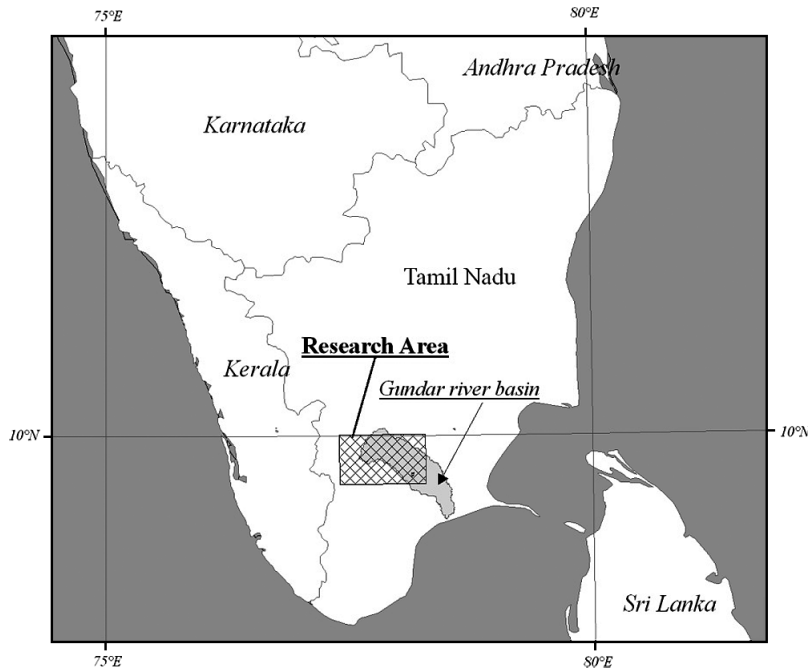 75°E 80°E
Andhra Pradesh
Karnataka
Tamil Nadu
Research Area
Kerala
Gundar river basin
10°N 10°N
Sri Lanka
75°E 80°E